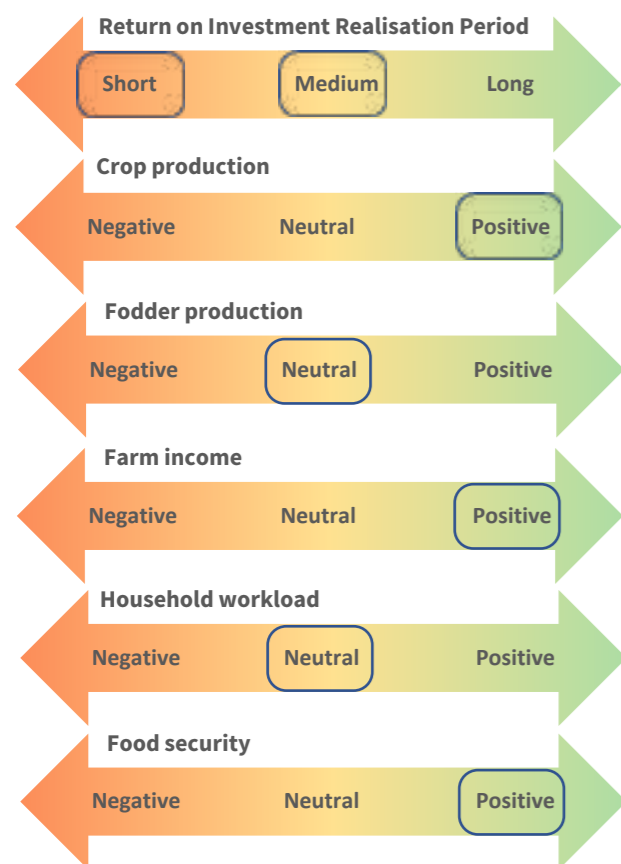 Return on Investment Realisation Period
Short Medium Long
Crop production
Negative Neutral Positive
Fodder production
Negative Neutral Positive
Farm income
Negative Neutral Positive
Household workload
Negative Neutral Positive
Food security
Negative Neutral Positive